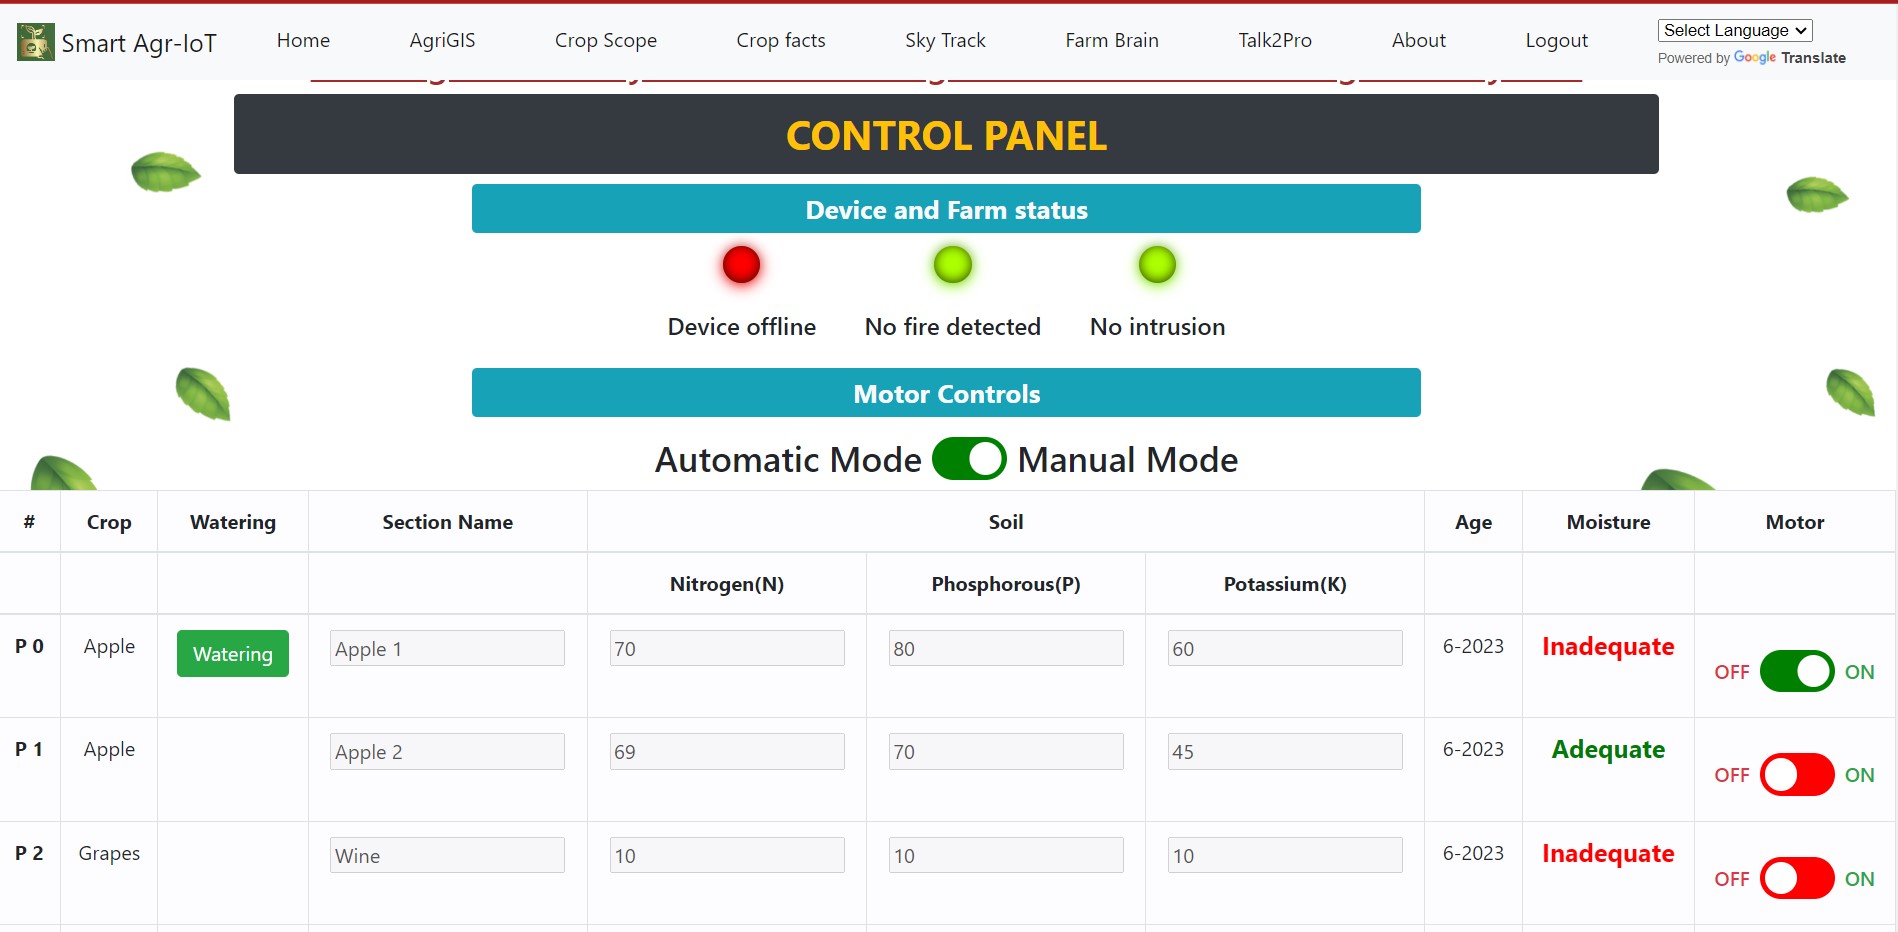 Smart Agr-IoT Home AgriGIS Crop Scope Crop facts Sky Track Farm Brain Talk2Pro About Logout Select Language
Powered by Google Translate
CONTROL PANEL
Device and Farm status
Device offline No fire detected No intrusion
Motor Controls
Automatic Mode Manual Mode
# Crop Watering Section Name Soil Age Moisture Motor
Nitrogen(N) Phosphorous(P) Potassium(K)
P 0 Apple Watering Apple 1 70 80 60 6-2023 Inadequate OFF ON
P 1 Apple Apple 2 69 70 45 6-2023 Adequate OFF ON
P 2 Grapes Wine 10 10 10 6-2023 Inadequate OFF ON